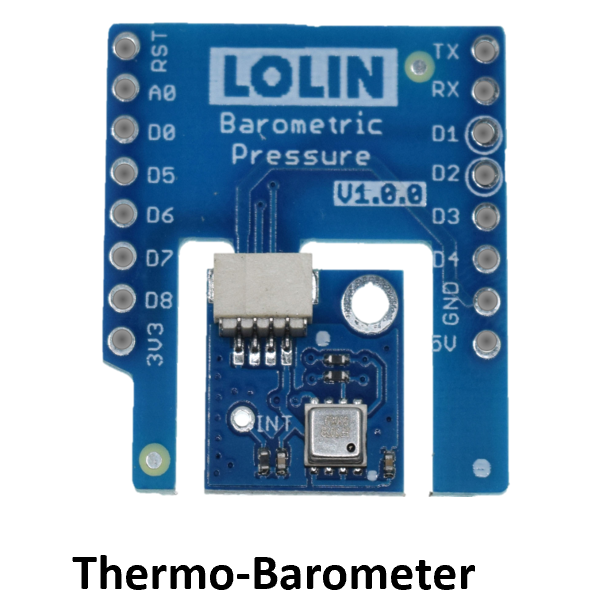 LOLIN
Barometric
Pressure
V1.0.0
RST
A0
D0
D5
D6
D7
D8
3V3
TX
RX
D1
D2
D3
D4
GND
5V
INT
Thermo-Barometer